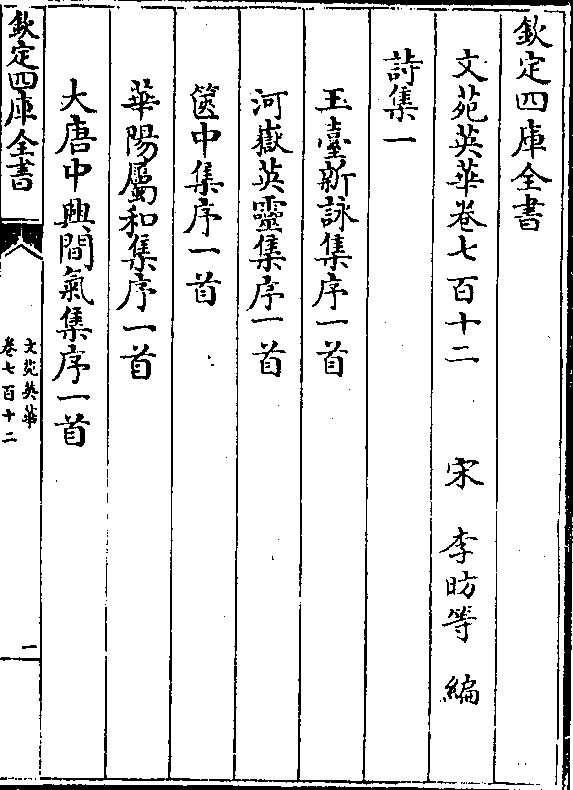 欽定四庫全書
文苑英華卷七百十二　宋　李昉等　編
詩集一
玉臺新詠集序一首
河嶽英靈集序一首
篋中集序一首
華陽屬和集序一首
大唐中興間氣集序一首
欽定四庫全書
文苑英華
卷七百十二
一